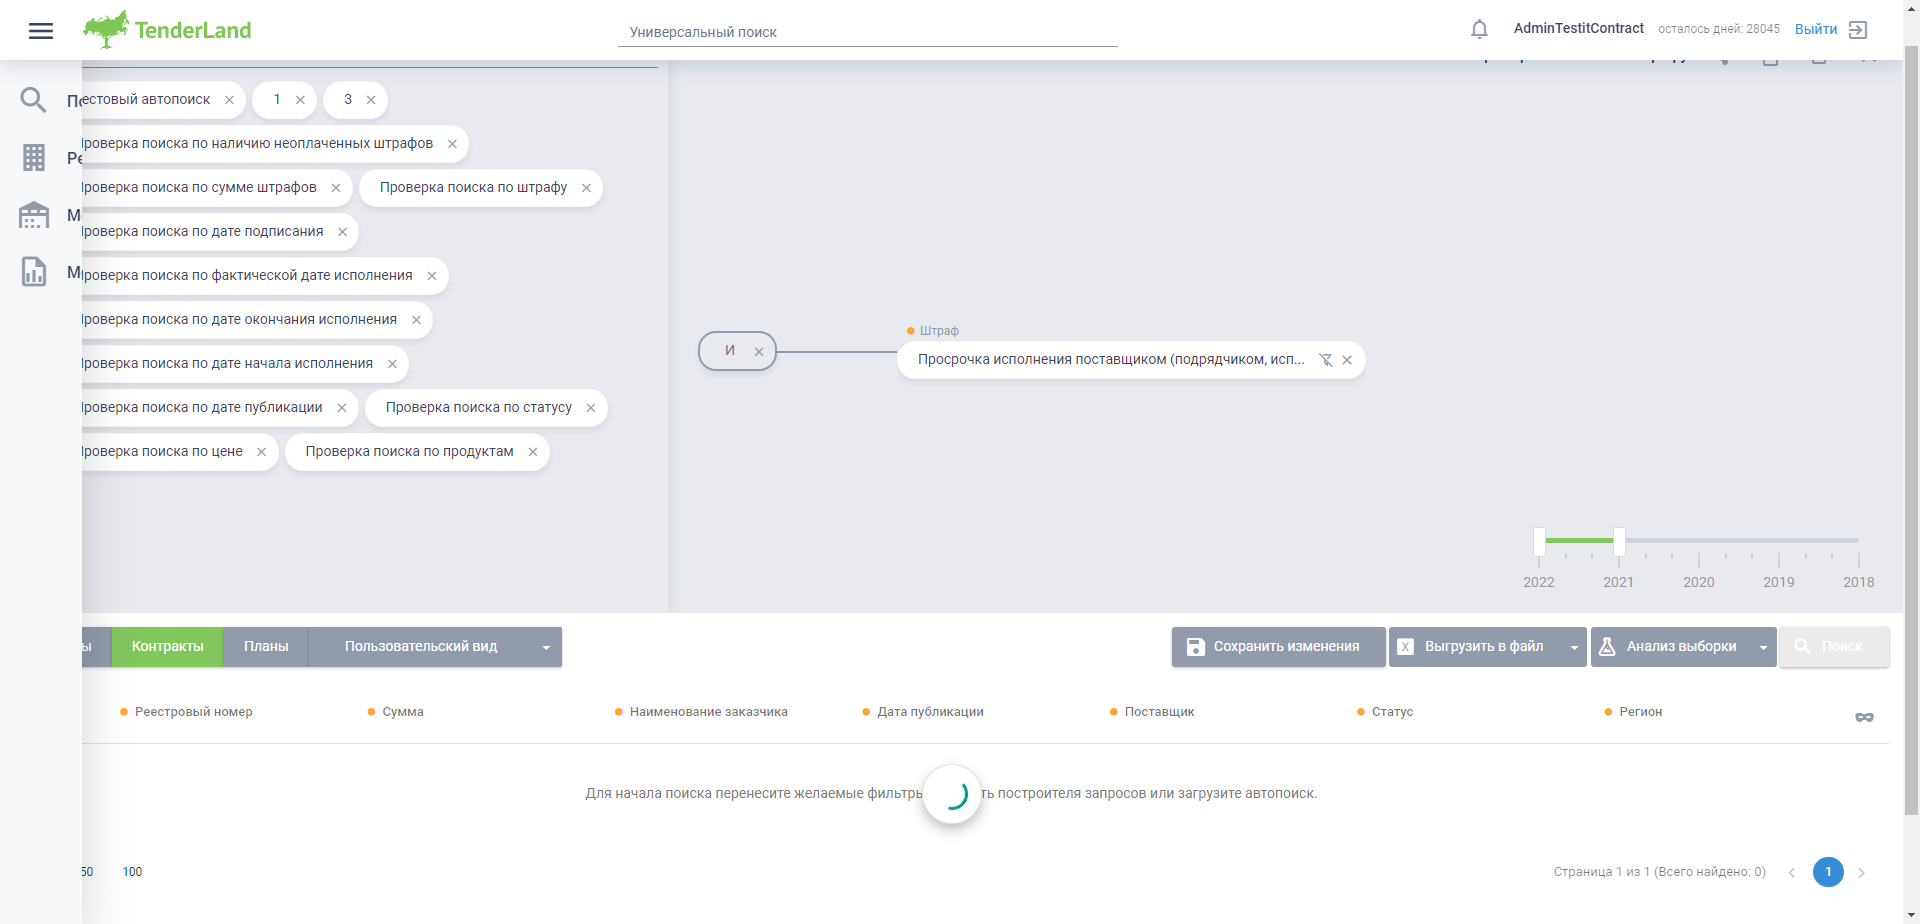 TenderLand
Универсальный поиск
AdminTestitContract
осталось дней: 28045
Выйти
естовый автопоиск
1
3
роверка поиска по наличию неоплаченных штрафов
роверка поиска по сумме штрафов
Проверка поиска по штрафу
роверка поиска по дате подписания
роверка поиска по фактической дате исполнения
роверка поиска по дате окончания исполнения
роверка поиска по дате начала исполнения
роверка поиска по дате публикации
Проверка поиска по статусу
роверка поиска по цене
Проверка поиска по продуктам
И
Штраф
Просрочка исполнения поставщиком (подрядчиком, исп...
2022
2021
2020
2019
2018
ы
Контракты
Планы
Пользовательский вид
Сохранить изменения
X
Выгрузить в файл
Анализ выборки
Поиск
Реестровый номер
Сумма
Наименование заказчика
Дата публикации
Поставщик
Статус
Регион
Для начала поиска перенесите желаемые фильтры
ть построителя запросов или загрузите автопоиск.
50
100
Страница 1 из 1 (Всего найдено: 0)
1